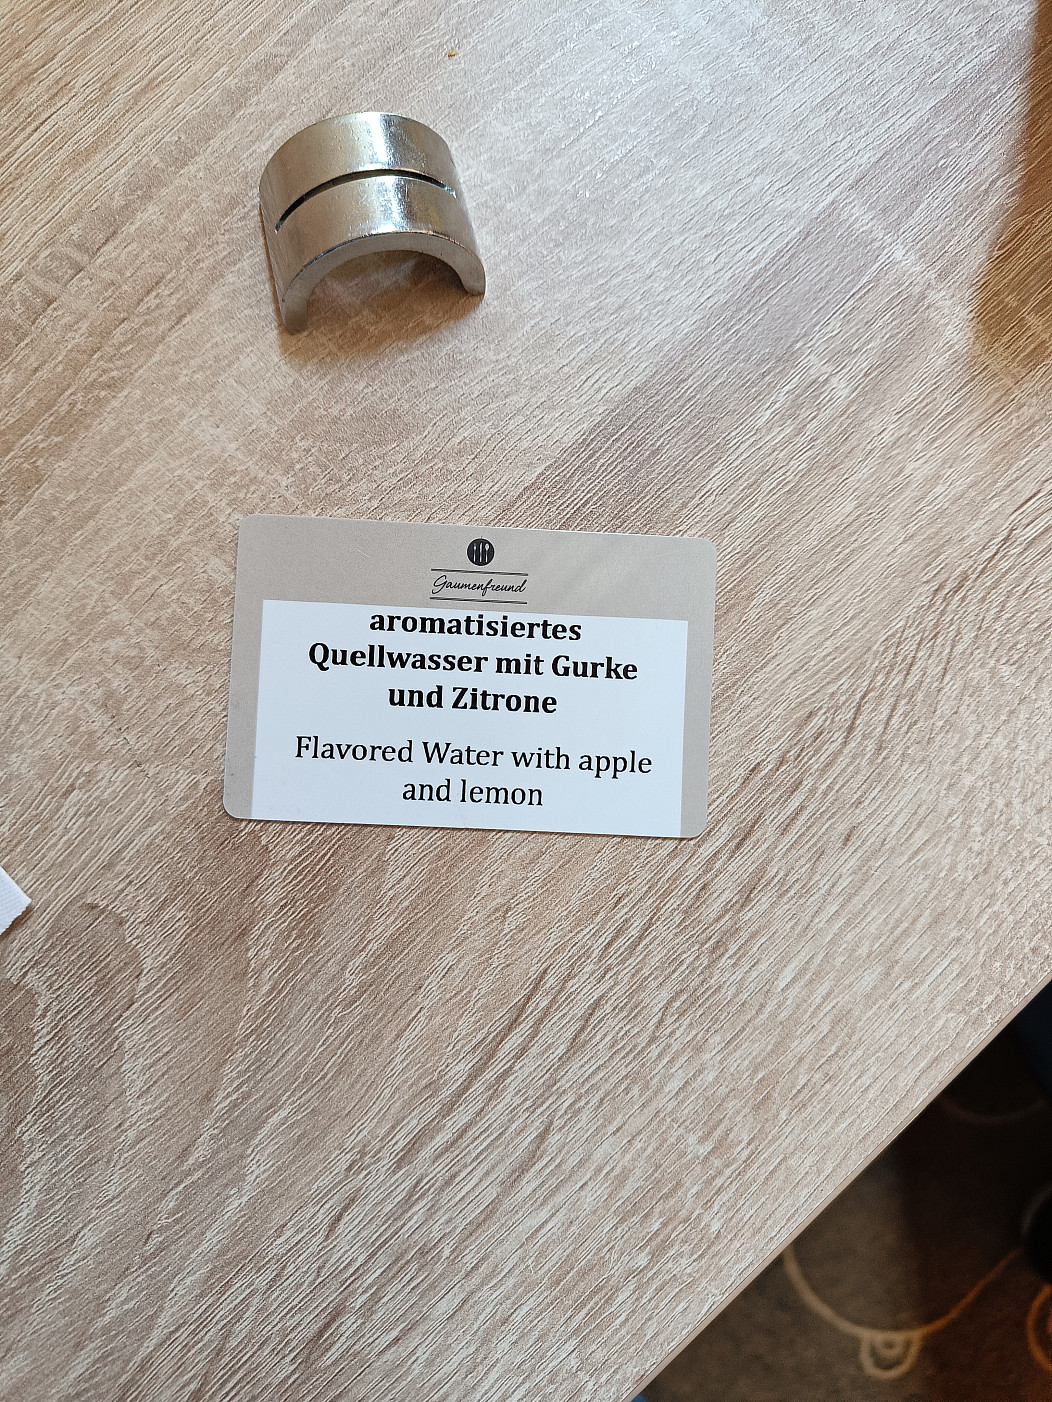 Gaumenfreund
aromatisiertes
Quellwasser mit Gurke
und Zitrone
Flavored Water with apple
and lemon